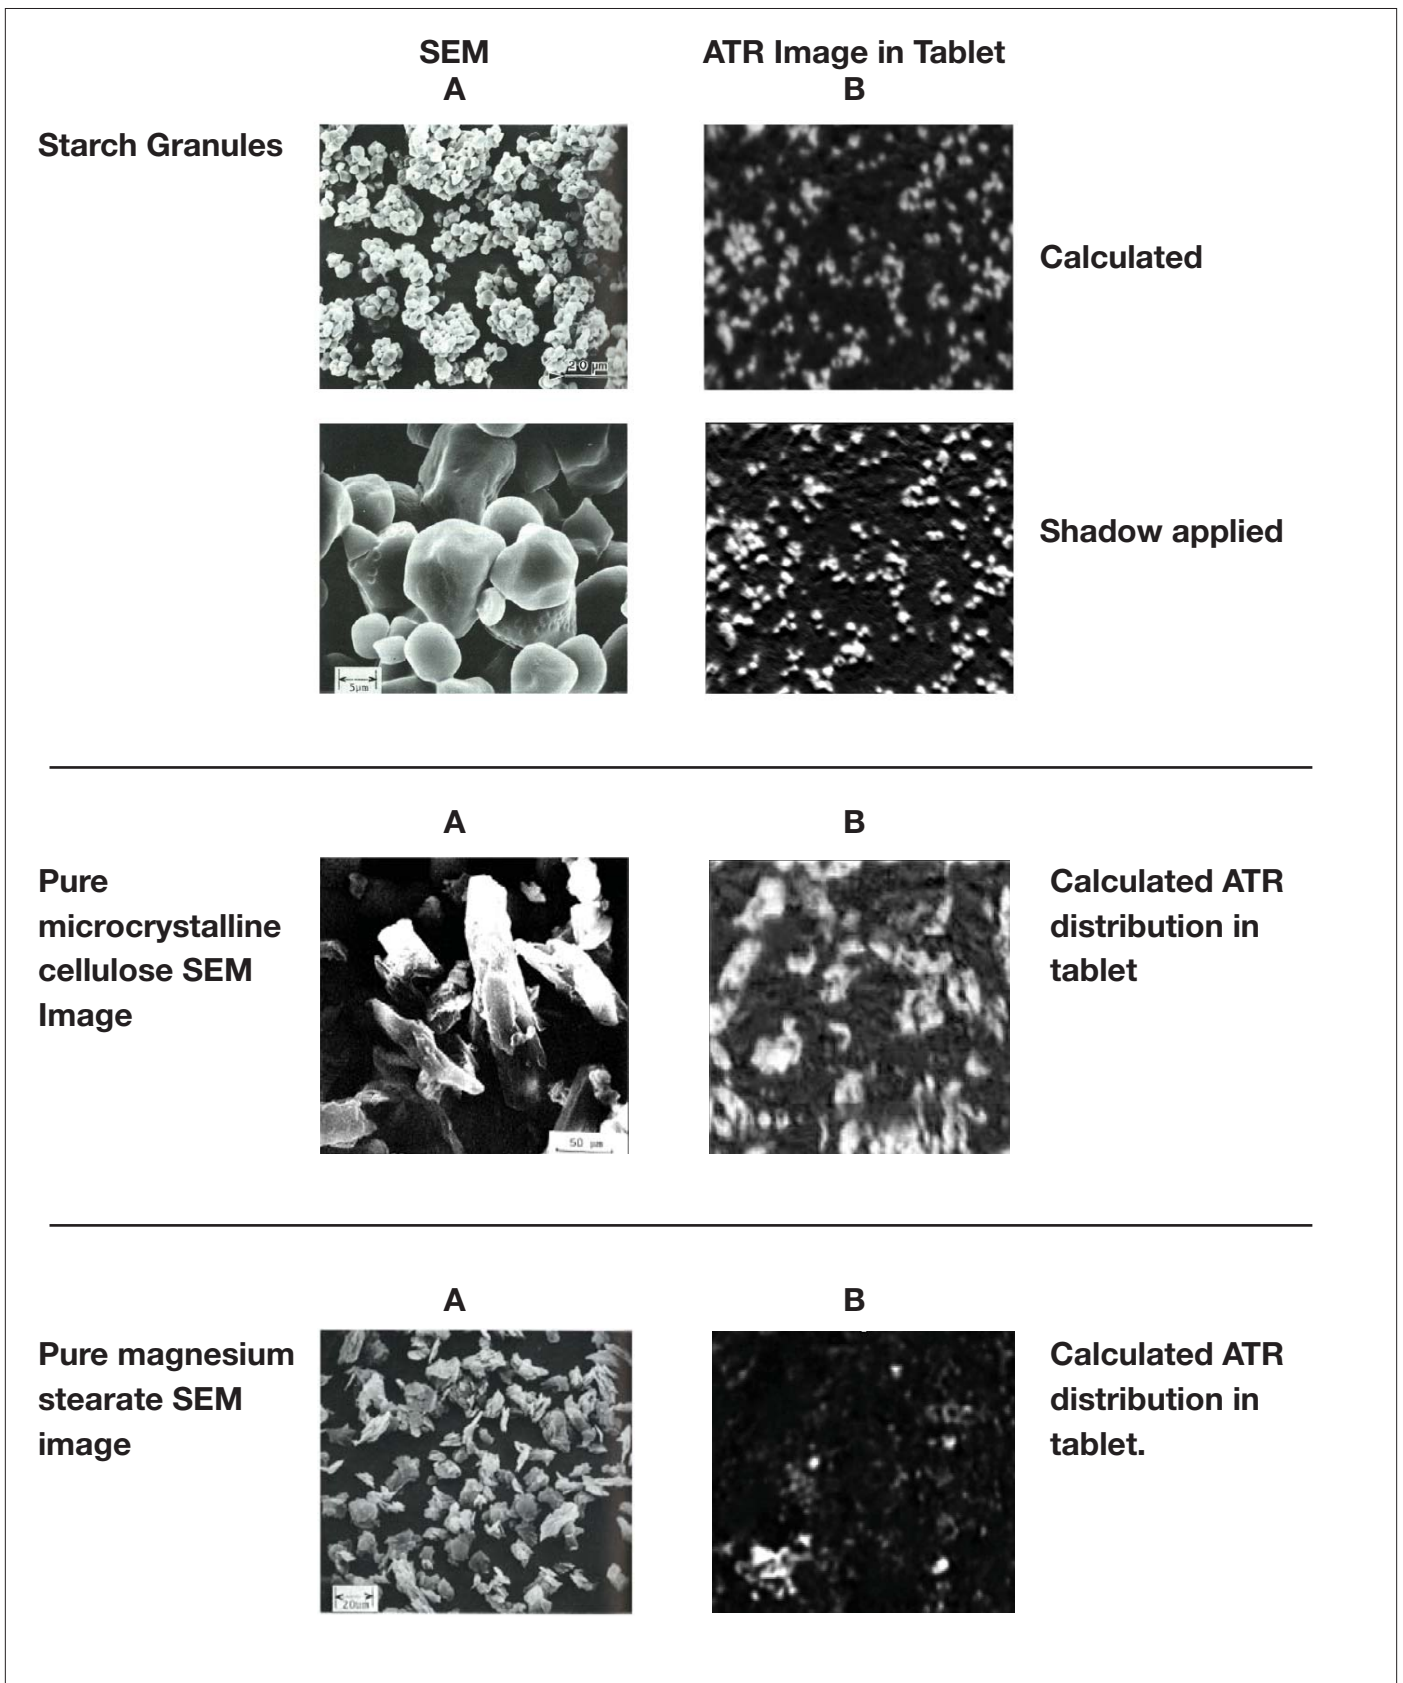 SEM
ATR Image in Tablet
A
B
Starch Granules
Calculated
20 µm
Shadow applied
5µm
A
B
Pure
microcrystalline
cellulose SEM
Image
Calculated ATR
distribution in
tablet
50 µm
A
B
Pure magnesium
stearate SEM
image
Calculated ATR
distribution in
tablet.
20µm